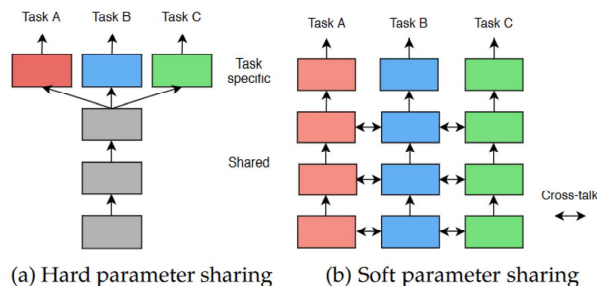 Task A Task B Task C
Task
specific
Shared
(a) Hard parameter sharing
Task A Task B Task C
Cross-talk
(b) Soft parameter sharing